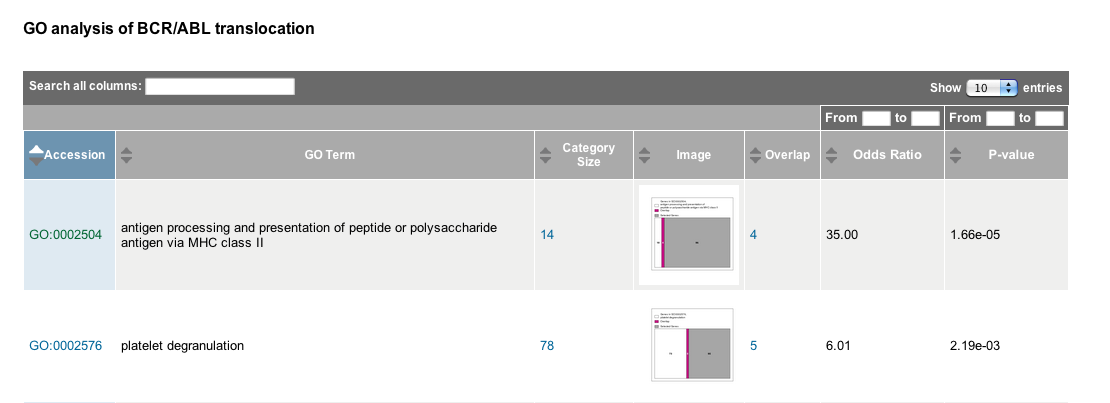 GO analysis of BCR/ABL translocation
Search all columns:
Show 10 entries
From to From to
Accession GO Term Category Size Image Overlap Odds Ratio P-value
GO:0002504 antigen processing and presentation of peptide or polysaccharide 14 4 35.00 1.66e-05
antigen via MHC class II
GO:0002576 platelet degranulation 78 5 6.01 2.19e-03